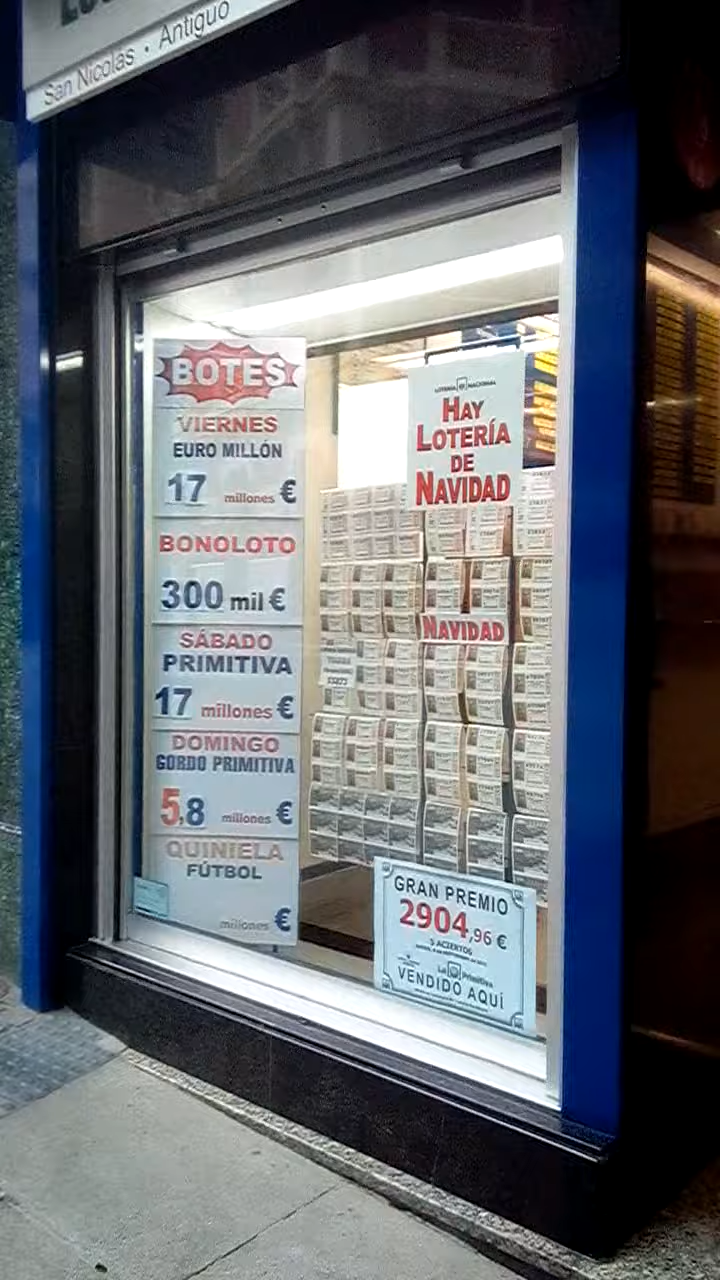 San Nicolás · Antiguo
BOTES
VIERNES
EURO MILLÓN
17 millones €
BONOLOTO
300 mil €
SÁBADO
PRIMITIVA
17 millones €
DOMINGO
GORDO PRIMITIVA
5,8 millones €
QUINIELA
FÚTBOL
millones €
LOTERÍA NACIONAL
HAY
LOTERÍA
DE
NAVIDAD
NAVIDAD
GRAN PREMIO
2904,96 €
5 ACIERTOS
La Primitiva
VENDIDO AQUÍ